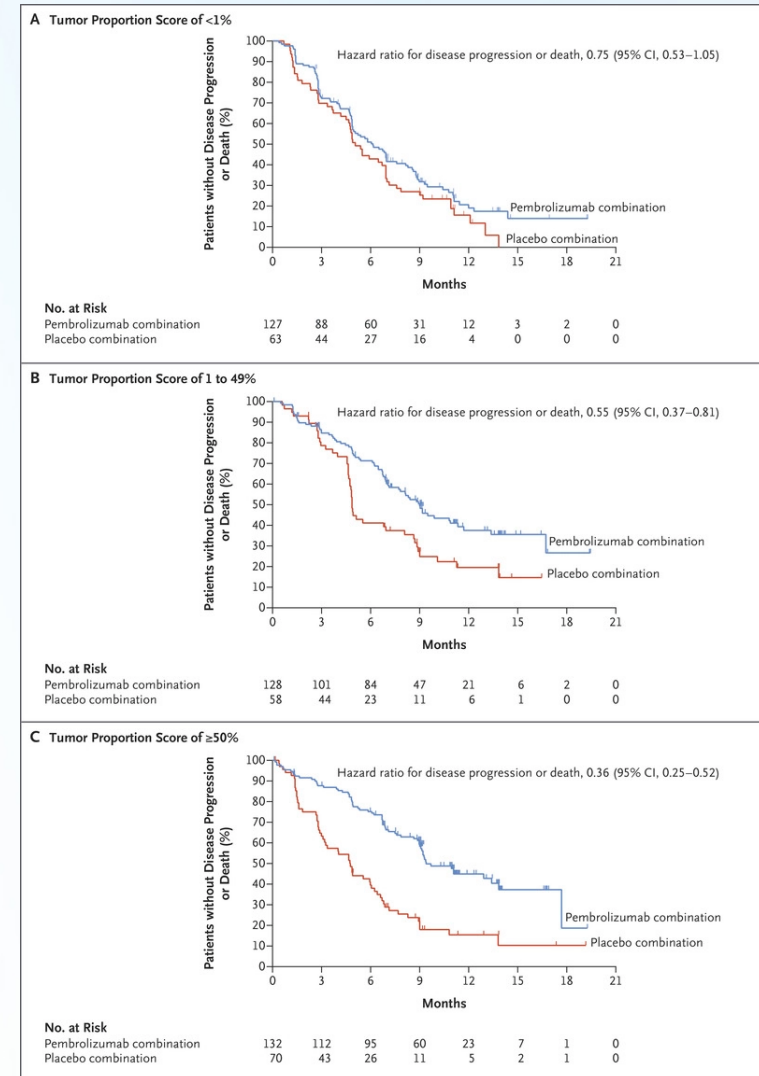 A Tumor Proportion Score of <1%
Patients without Disease Progression
or Death (%)
100
90
80
70
60
50
40
30
20
10
0
Hazard ratio for disease progression or death, 0.75 (95% CI, 0.53–1.05)
Pembrolizumab combination
Placebo combination
0 3 6 9 12 15 18 21
Months
No. at Risk
Pembrolizumab combination 127 88 60 31 12 3 2 0
Placebo combination 63 44 27 16 4 0 0 0
B Tumor Proportion Score of 1 to 49%
Patients without Disease Progression
or Death (%)
100
90
80
70
60
50
40
30
20
10
0
Hazard ratio for disease progression or death, 0.55 (95% CI, 0.37–0.81)
Pembrolizumab combination
Placebo combination
0 3 6 9 12 15 18 21
Months
No. at Risk
Pembrolizumab combination 128 101 84 47 21 6 2 0
Placebo combination 58 44 23 11 6 1 0 0
C Tumor Proportion Score of ≥50%
Patients without Disease Progression
or Death (%)
100
90
80
70
60
50
40
30
20
10
0
Hazard ratio for disease progression or death, 0.36 (95% CI, 0.25–0.52)
Pembrolizumab combination
Placebo combination
0 3 6 9 12 15 18 21
Months
No. at Risk
Pembrolizumab combination 132 112 95 60 23 7 1 0
Placebo combination 70 43 26 11 5 2 1 0